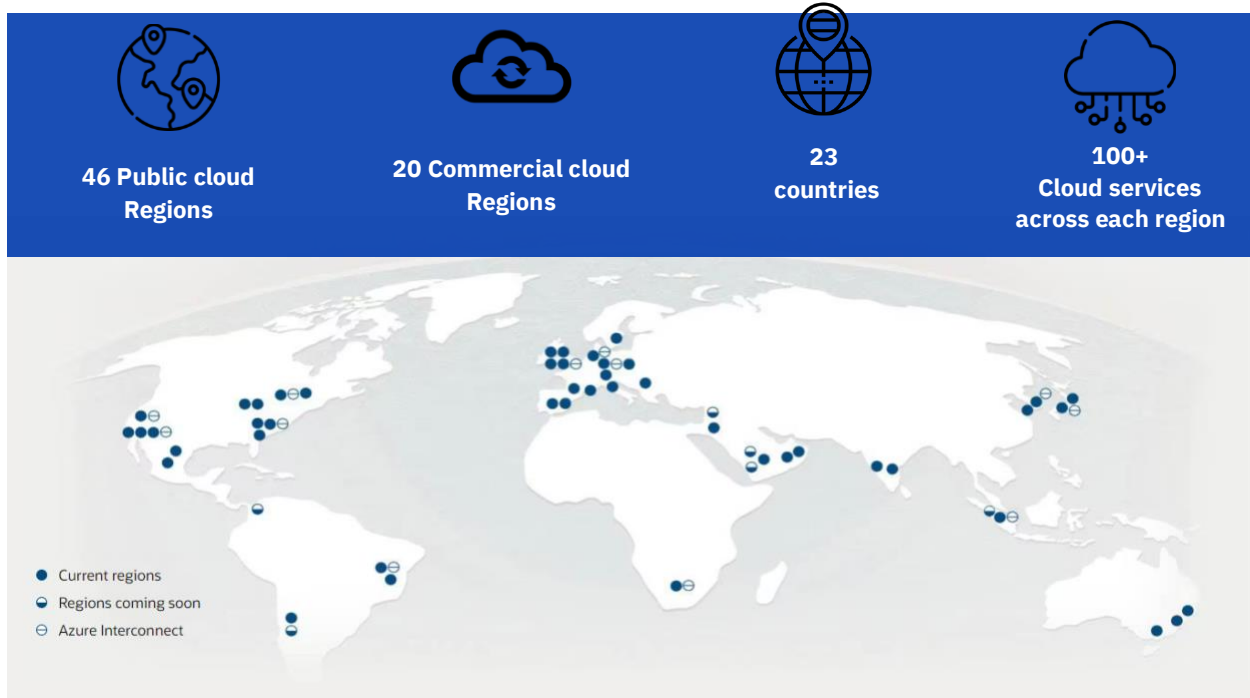 46 Public cloud
Regions
20 Commercial cloud
Regions
23
countries
100+
Cloud services
across each region
Current regions
Regions coming soon
Azure Interconnect